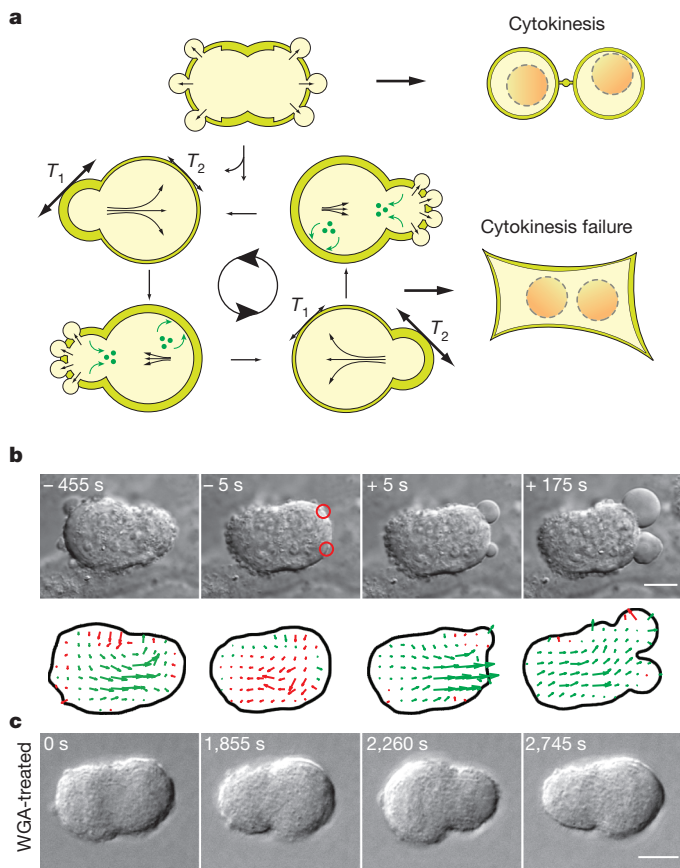 a
Cytokinesis
T1
T2
Cytokinesis failure
T1
T2
b
– 455 s
– 5 s
+ 5 s
+ 175 s
c
WGA-treated
0 s
1,855 s
2,260 s
2,745 s